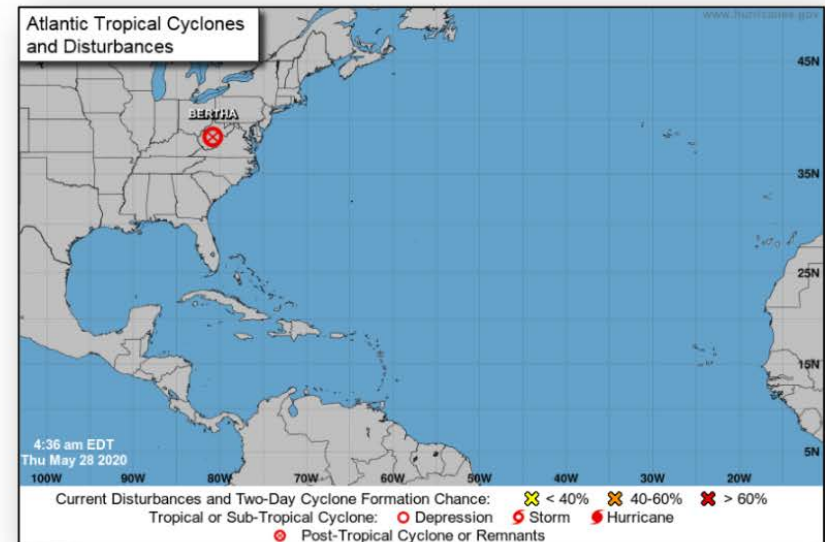 Atlantic Tropical Cyclones
and Disturbances
www.hurricanes.gov
45N
BERTHA
35N
25N
15N
4:36 am EDT
Thu May 28 2020
5N
100W 90W 80W 70W 60W 50W 40W 30W 20W
Current Disturbances and Two-Day Cyclone Formation Chance: < 40% 40-60% > 60%
Tropical or Sub-Tropical Cyclone: Depression Storm Hurricane
Post-Tropical Cyclone or Remnants